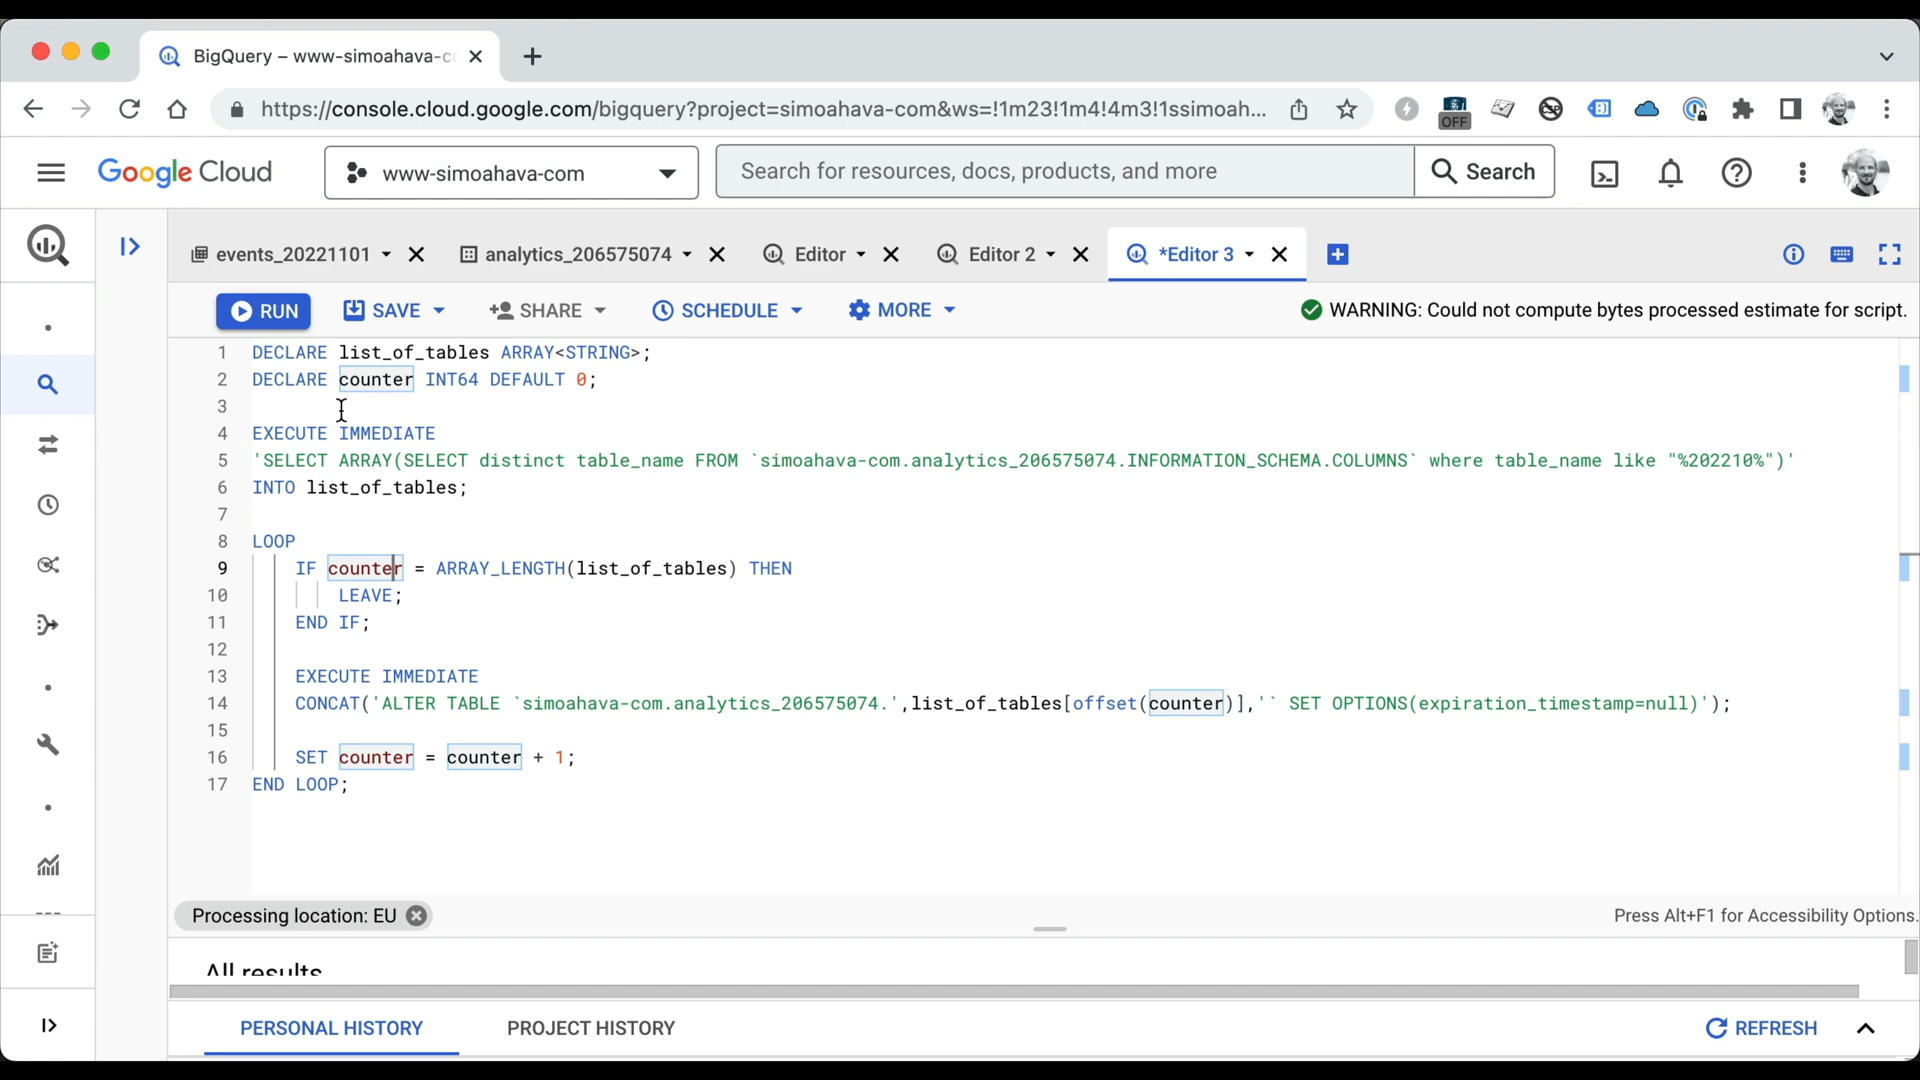 BigQuery – www-simoahava-c
https://console.cloud.google.com/bigquery?project=simoahava-com&ws=!1m23!1m4!4m3!1ssimoah...
OFF
Google Cloud
www-simoahava-com
Search for resources, docs, products, and more
Search
events_20221101
analytics_206575074
Editor
Editor 2
*Editor 3
RUN
SAVE
SHARE
SCHEDULE
MORE
WARNING: Could not compute bytes processed estimate for script.
1 DECLARE list_of_tables ARRAY<STRING>;
2 DECLARE counter INT64 DEFAULT 0;
3
4 EXECUTE IMMEDIATE
5 'SELECT ARRAY(SELECT distinct table_name FROM `simoahava-com.analytics_206575074.INFORMATION_SCHEMA.COLUMNS` where table_name like "%202210%")'
6 INTO list_of_tables;
7
8 LOOP
9 IF counter = ARRAY_LENGTH(list_of_tables) THEN
10 LEAVE;
11 END IF;
12
13 EXECUTE IMMEDIATE
14 CONCAT('ALTER TABLE `simoahava-com.analytics_206575074.',list_of_tables[offset(counter)],'` SET OPTIONS(expiration_timestamp=null)');
15
16 SET counter = counter + 1;
17 END LOOP;
Processing location: EU
Press Alt+F1 for Accessibility Options.
All results
PERSONAL HISTORY
PROJECT HISTORY
REFRESH